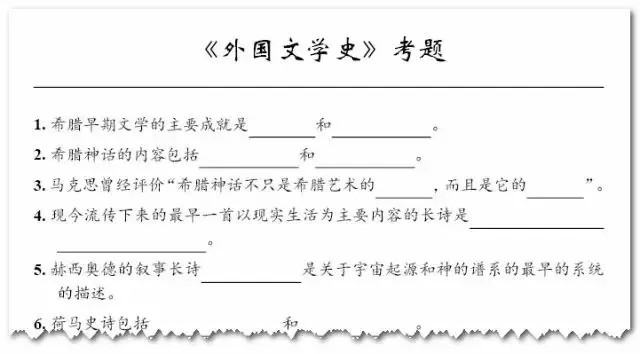 《外国文学史》考题
1. 希腊早期文学的主要成就是__________和__________。
2. 希腊神话的内容包括__________和__________。
3. 马克思曾经评价“希腊神话不只是希腊艺术的______，而且是它的______”。
4. 现今流传下来的最早一首以现实生活为主要内容的长诗是______________
______________。
5. 赫西奥德的叙事长诗__________是关于宇宙起源和神的谱系的最早的系统
的描述。
6. 荷马史诗包括__________和__________。